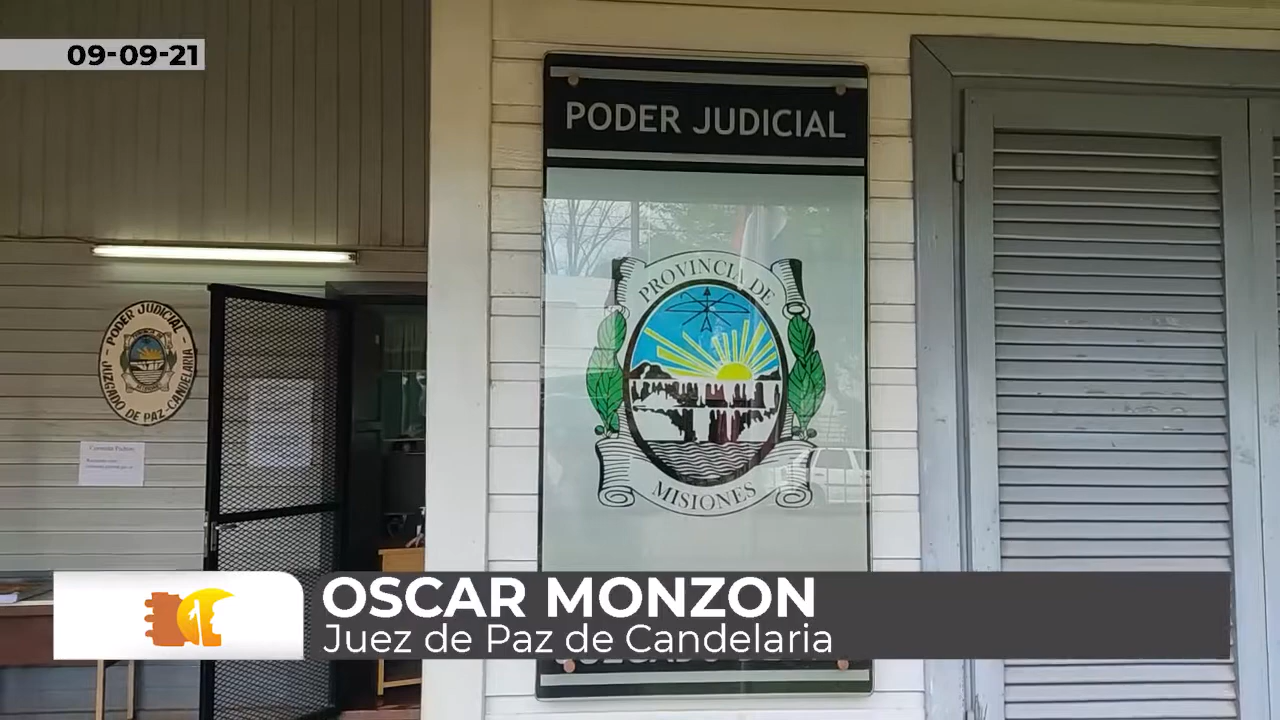 09-09-21
PODER JUDICIAL
PROVINCIA DE
MISIONES
PODER JUDICIAL
JUZGADO DE PAZ CANDELARIA
OSCAR MONZON
Juez de Paz de Candelaria